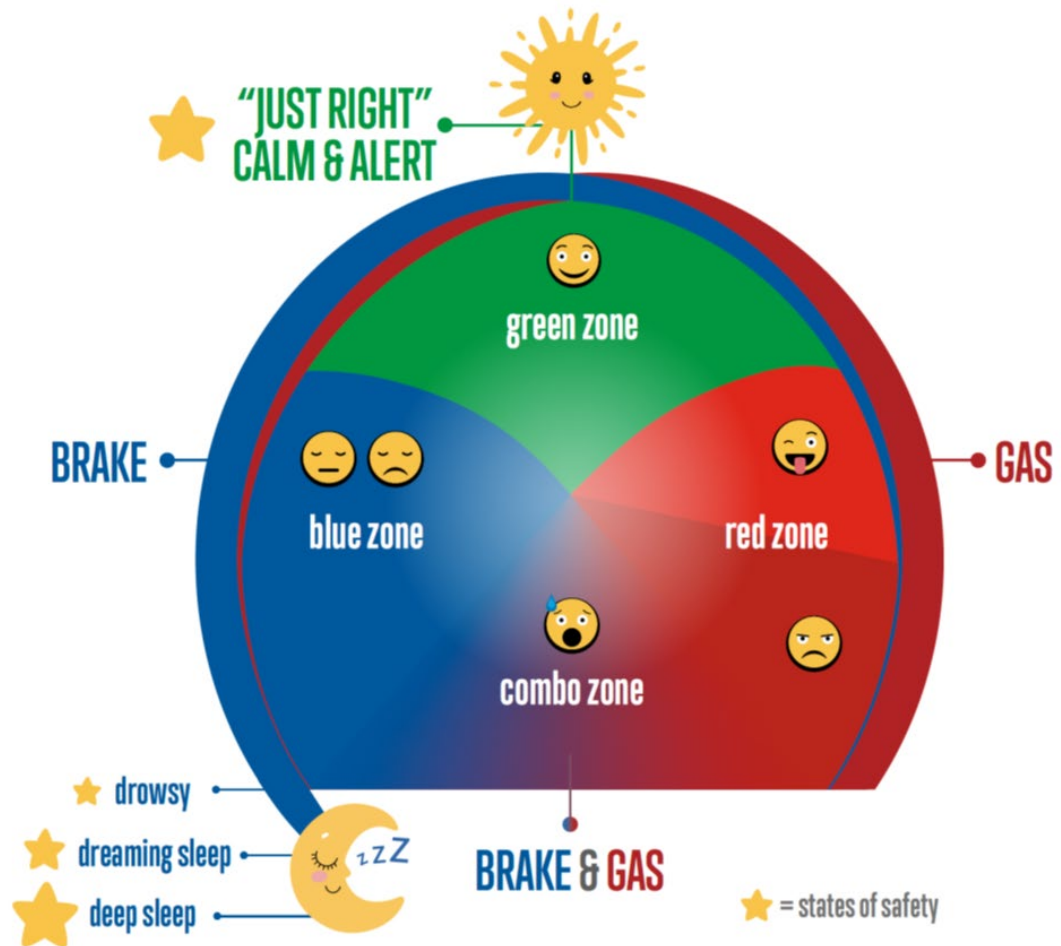 “JUST RIGHT”
CALM & ALERT
green zone
BRAKE
GAS
blue zone
red zone
combo zone
drowsy
dreaming sleep
zzZ
deep sleep
BRAKE & GAS
= states of safety